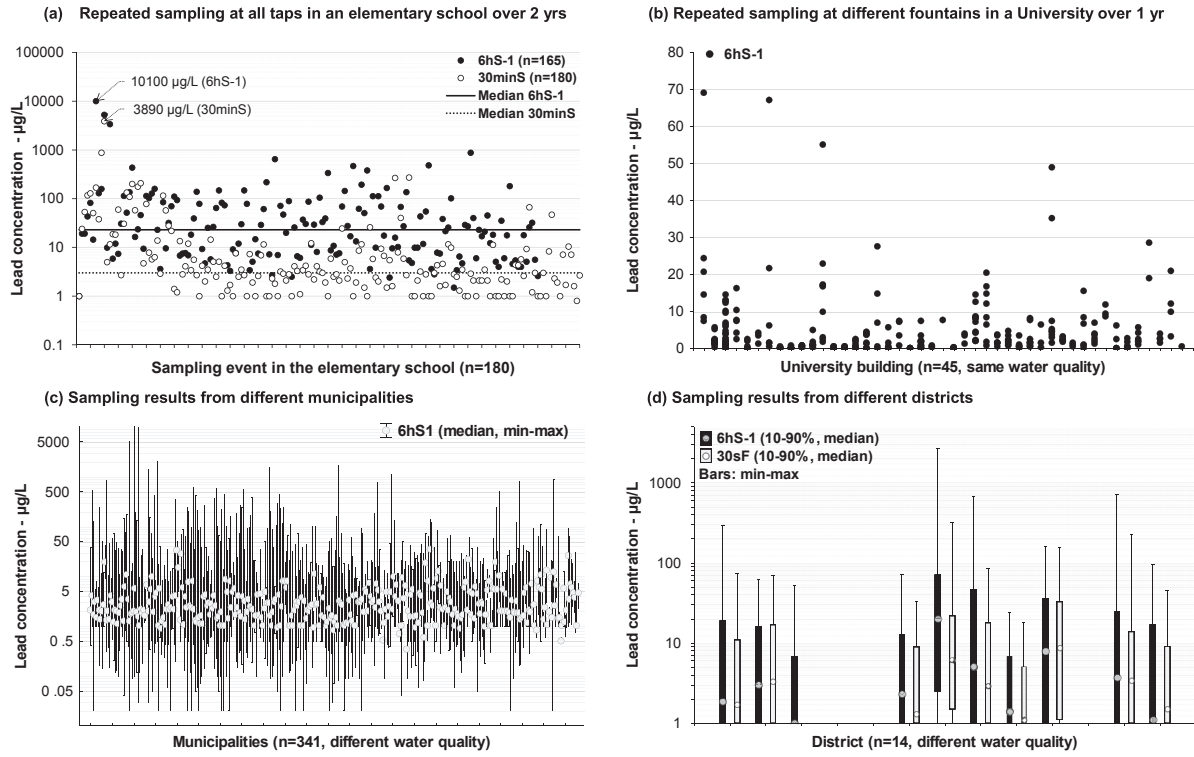 (a) Repeated sampling at all taps in an elementary school over 2 yrs
100000
10000
1000
100
10
1
0.1
Lead concentration - µg/L
10100 µg/L (6hS-1)
3890 µg/L (30minS)
6hS-1 (n=165)
30minS (n=180)
Median 6hS-1
Median 30minS
Sampling event in the elementary school (n=180)
(b) Repeated sampling at different fountains in a University over 1 yr
80
70
60
50
40
30
20
10
0
Lead concentration - µg/L
6hS-1
University building (n=45, same water quality)
(c) Sampling results from different municipalities
5000
500
50
5
0.5
0.05
Lead concentration - µg/L
6hS1 (median, min-max)
Municipalities (n=341, different water quality)
(d) Sampling results from different districts
1000
100
10
1
Lead concentration - µg/L
6hS-1 (10-90%, median)
30sF (10-90%, median)
Bars: min-max
District (n=14, different water quality)